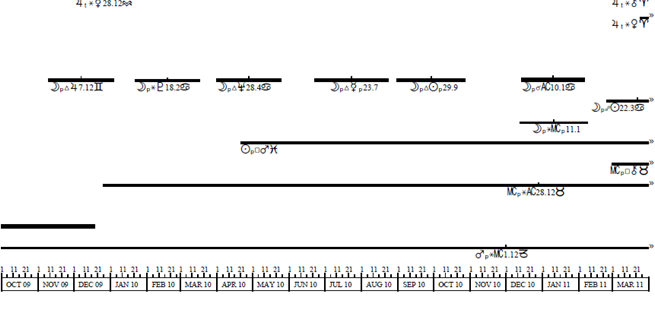 ♃t✶♀28.12♒ ♃t✶⚷♈
»
♃t✶♀♈
☽p△♃7.12♊ ☽p✶♇18.2♋ ☽p△♆28.4♋ ☽p△☿p23.7 ☽p△☉p29.9 ☽p☌AC10.1♋
»
☽p☍☉22.3♋
☽p✶MCp11.1
☉p□♂♓
»
MCp□⚷♉
»
MCp✶AC28.12♉
»
♂p✶MC1.12♑
1 11 21 1 11 21 1 11 21 1 11 21 1 11 21 1 11 21 1 11 21 1 11 21 1 11 21 1 11 21 1 11 21 1 11 21 1 11 21 1 11 21 1 11 21 1 11 21 1 11 21 1 11 21
OCT 09 NOV 09 DEC 09 JAN 10 FEB 10 MAR 10 APR 10 MAY 10 JUN 10 JUL 10 AUG 10 SEP 10 OCT 10 NOV 10 DEC 10 JAN 11 FEB 11 MAR 11